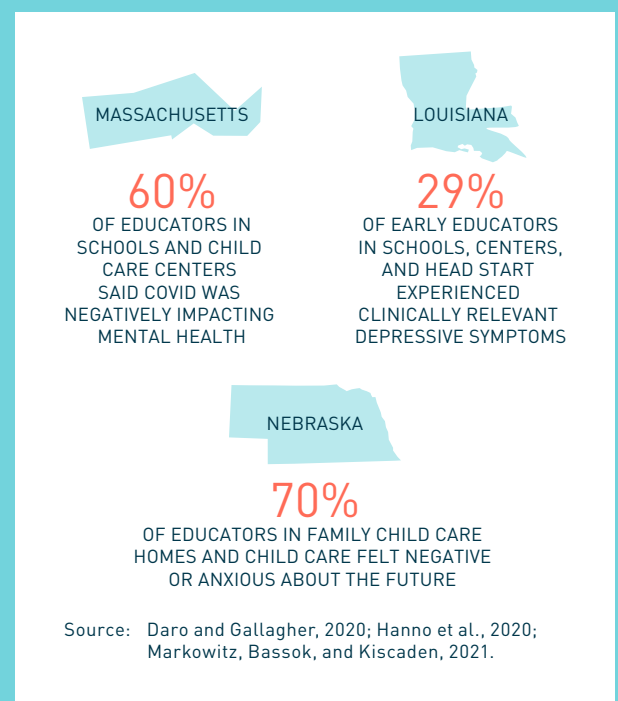 MASSACHUSETTS
60%
OF EDUCATORS IN
SCHOOLS AND CHILD
CARE CENTERS
SAID COVID WAS
NEGATIVELY IMPACTING
MENTAL HEALTH
LOUISIANA
29%
OF EARLY EDUCATORS
IN SCHOOLS, CENTERS,
AND HEAD START
EXPERIENCED
CLINICALLY RELEVANT
DEPRESSIVE SYMPTOMS
NEBRASKA
70%
OF EDUCATORS IN FAMILY CHILD CARE
HOMES AND CHILD CARE FELT NEGATIVE
OR ANXIOUS ABOUT THE FUTURE
Source: Daro and Gallagher, 2020; Hanno et al., 2020;
Markowitz, Bassok, and Kiscaden, 2021.